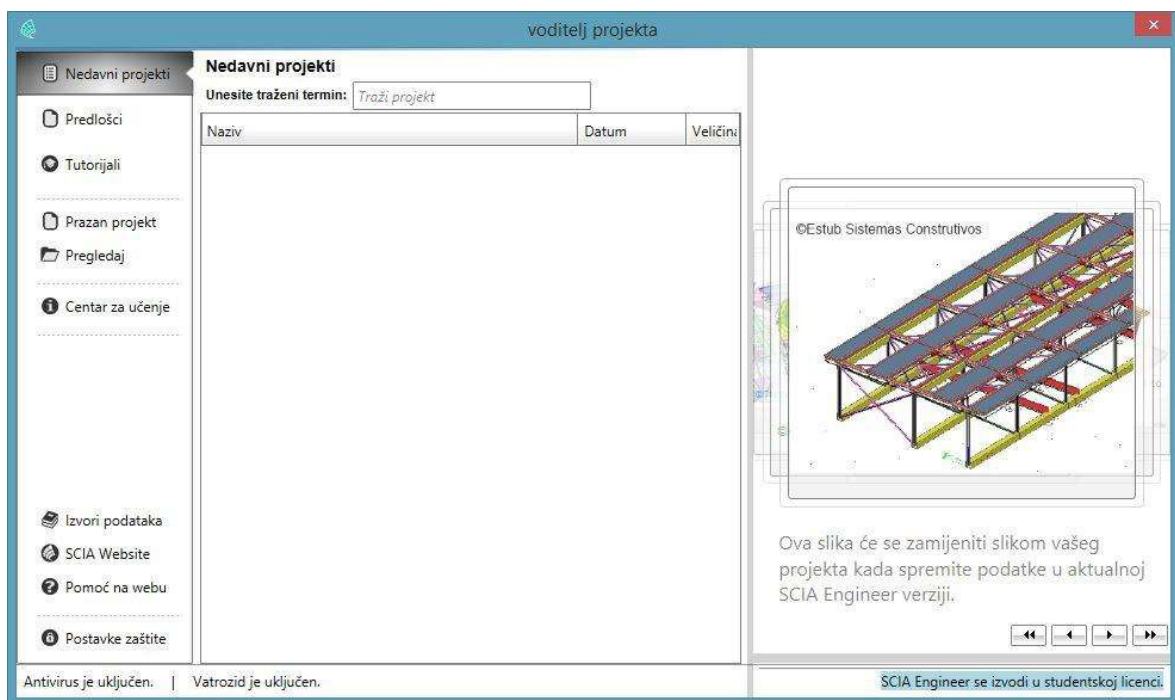 voditelj projekta
Nedavni projekti
Predlošci
Tutorijali
Prazan projekt
Pregledaj
Centar za učenje
Izvori podataka
SCIA Website
Pomoć na webu
Postavke zaštite
Nedavni projekti
Unesite traženi termin: Traži projekt
Naziv Datum Veličina
©Estub Sistemas Construtivos
Ova slika će se zamijeniti slikom vašeg
projekta kada spremite podatke u aktualnoj
SCIA Engineer verziji.
Antivirus je uključen. | Vatrozid je uključen.
SCIA Engineer se izvodi u studentskoj licenci.